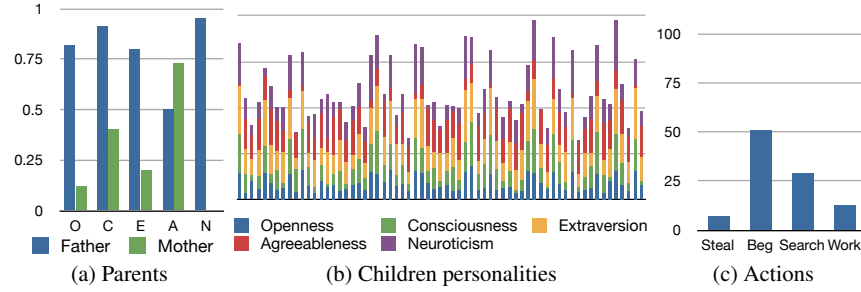 1
0.75
0.5
0.25
0
O C E A N
Father Mother
(a) Parents
Openness Consciousness Extraversion
Agreeableness Neuroticism
(b) Children personalities
100
75
50
25
0
Steal Beg Search Work
(c) Actions